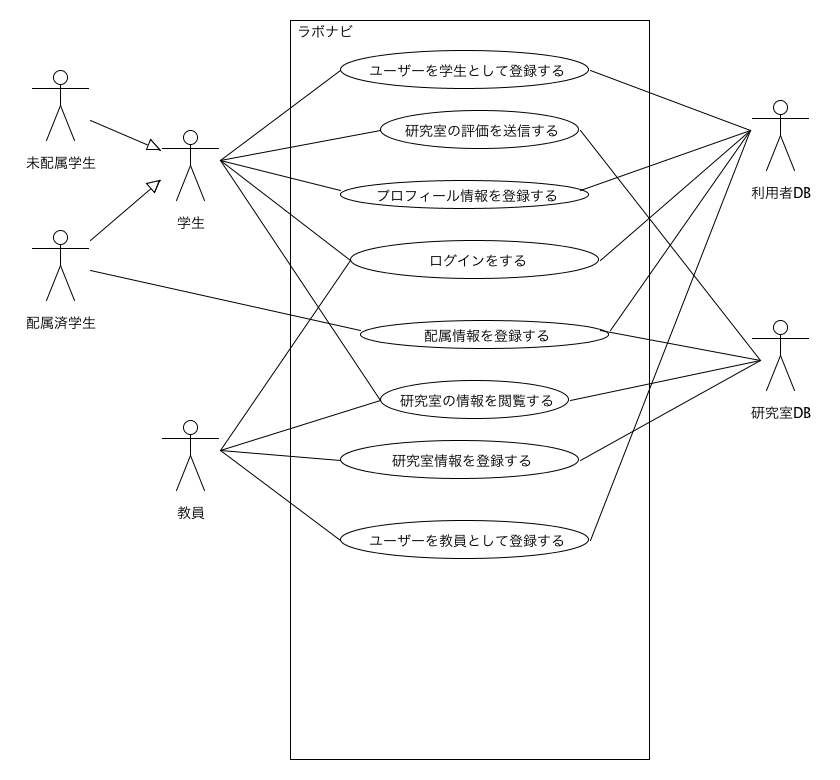 ラボナビ
ユーザーを学生として登録する
研究室の評価を送信する
未配属学生
利用者DB
プロフィール情報を登録する
学生
ログインをする
配属済学生
配属情報を登録する
研究室の情報を閲覧する
研究室DB
研究室情報を登録する
教員
ユーザーを教員として登録する